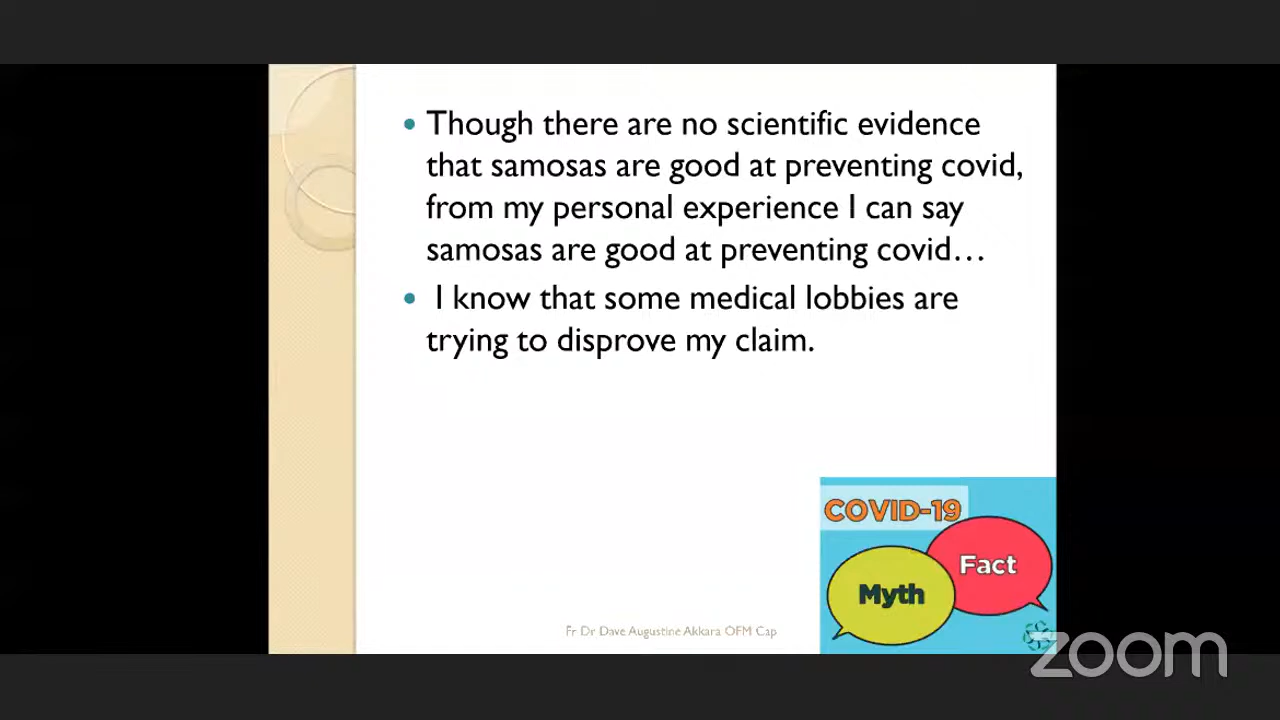 Though there are no scientific evidence
that samosas are good at preventing covid,
from my personal experience I can say
samosas are good at preventing covid…
I know that some medical lobbies are
trying to disprove my claim.
COVID-19
Fact
Myth
Fr Dr Dave Augustine Akkara OFM Cap
zoom